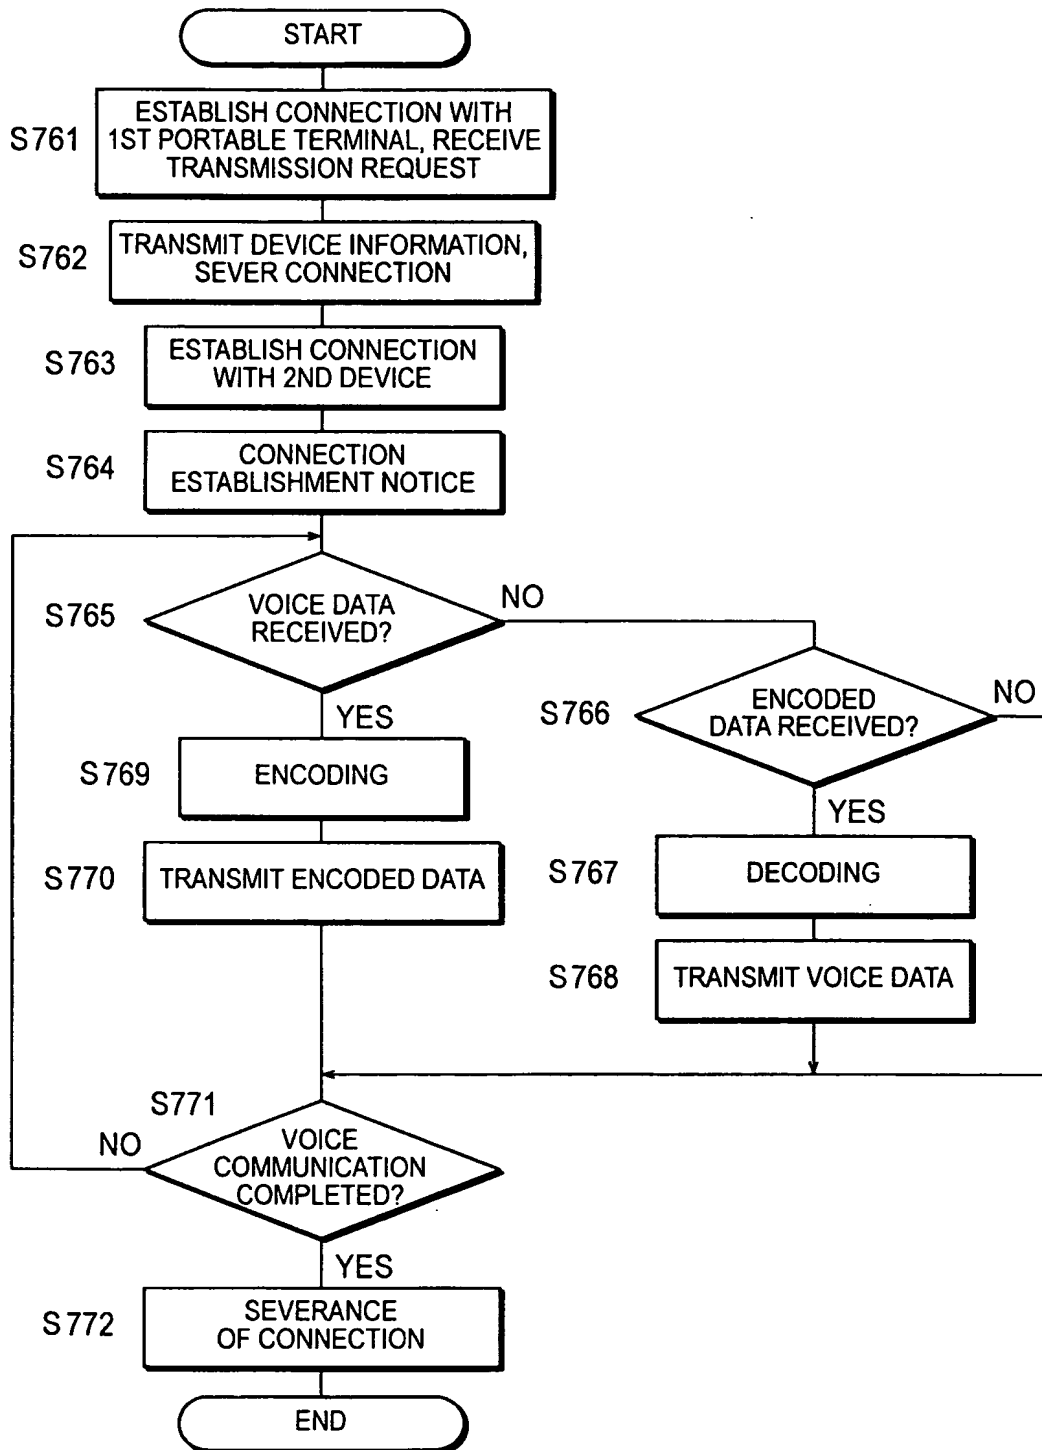 START
S761
ESTABLISH CONNECTION WITH
1ST PORTABLE TERMINAL, RECEIVE
TRANSMISSION REQUEST
S762
TRANSMIT DEVICE INFORMATION,
SEVER CONNECTION
S763
ESTABLISH CONNECTION
WITH 2ND DEVICE
S764
CONNECTION
ESTABLISHMENT NOTICE
S765
VOICE DATA
RECEIVED?
NO
YES
S766
ENCODED
DATA RECEIVED?
NO
YES
S769
ENCODING
S770
TRANSMIT ENCODED DATA
S767
DECODING
S768
TRANSMIT VOICE DATA
S771
NO
VOICE
COMMUNICATION
COMPLETED?
YES
S772
SEVERANCE
OF CONNECTION
END